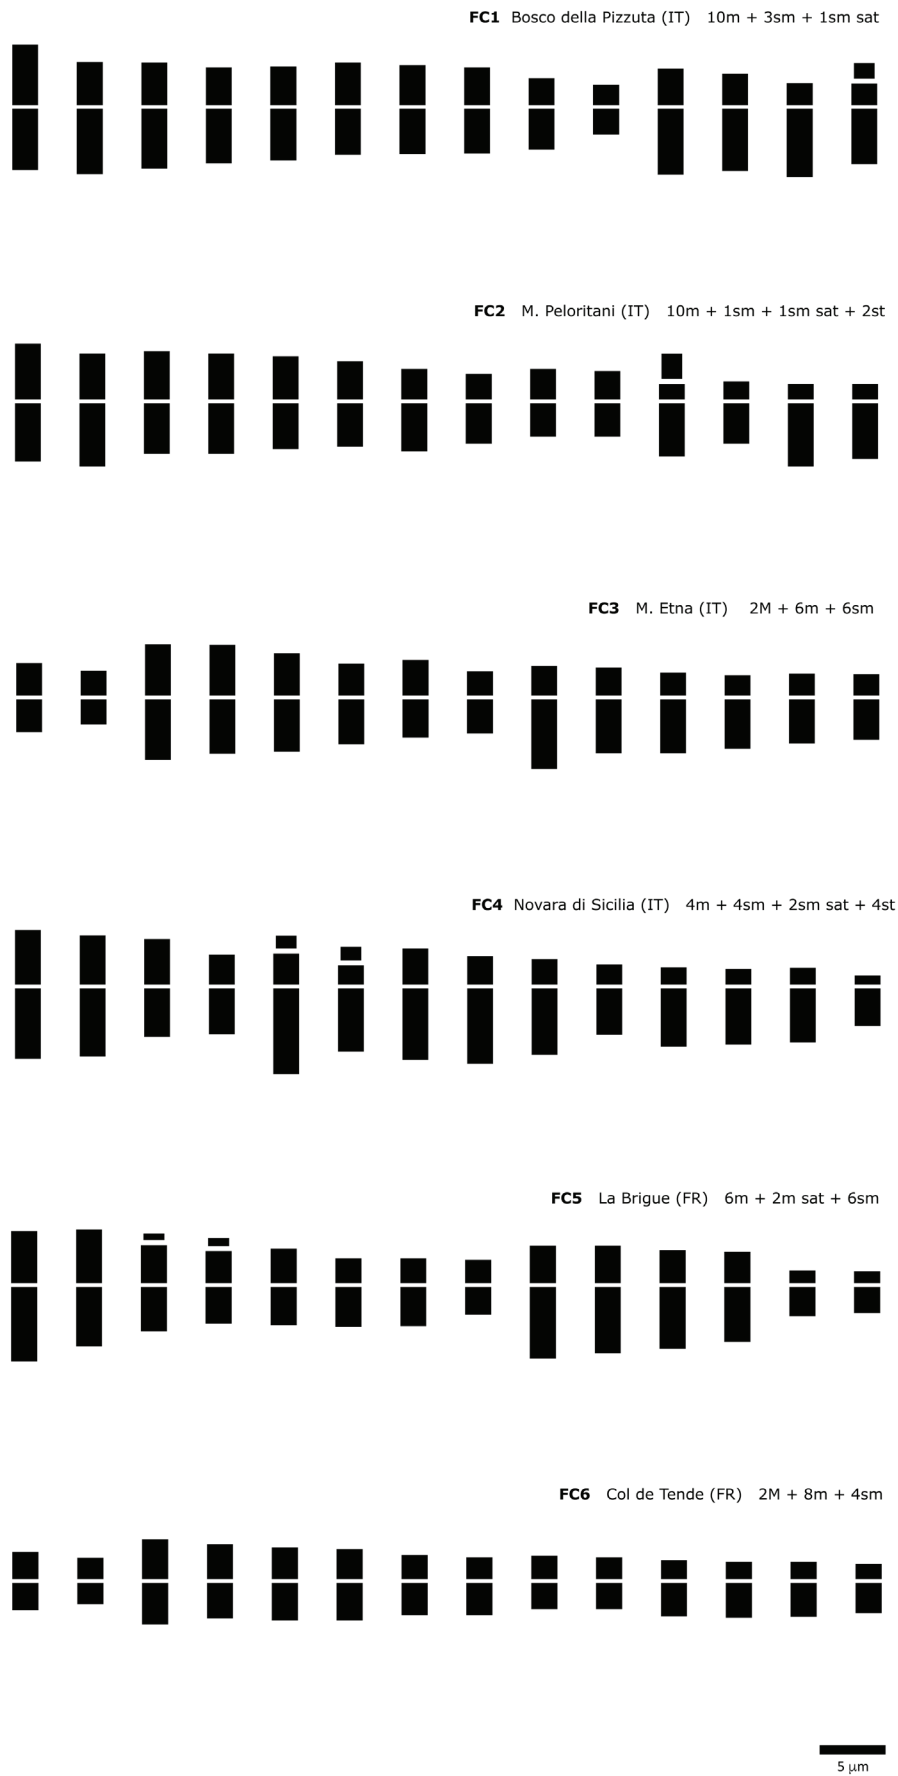 FC1 Bosco della Pizzuta (IT) 10m + 3sm + 1sm sat
FC2 M. Peloritani (IT) 10m + 1sm + 1sm sat + 2st
FC3 M. Etna (IT) 2M + 6m + 6sm
FC4 Novara di Sicilia (IT) 4m + 4sm + 2sm sat + 4st
FC5 La Brigue (FR) 6m + 2m sat + 6sm
FC6 Col de Tende (FR) 2M + 8m + 4sm
5 μm